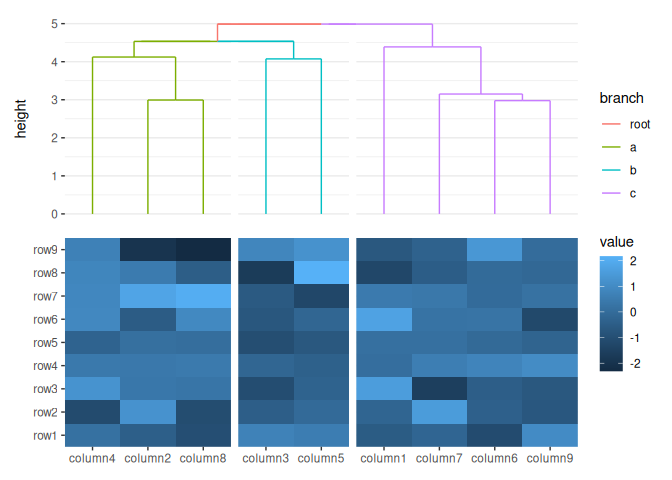 height
5
4
3
2
1
0
branch
root
a
b
c
row9
row8
row7
row6
row5
row4
row3
row2
row1
value
2
1
0
-1
-2
column4 column2 column8 column3 column5 column1 column7 column6 column9